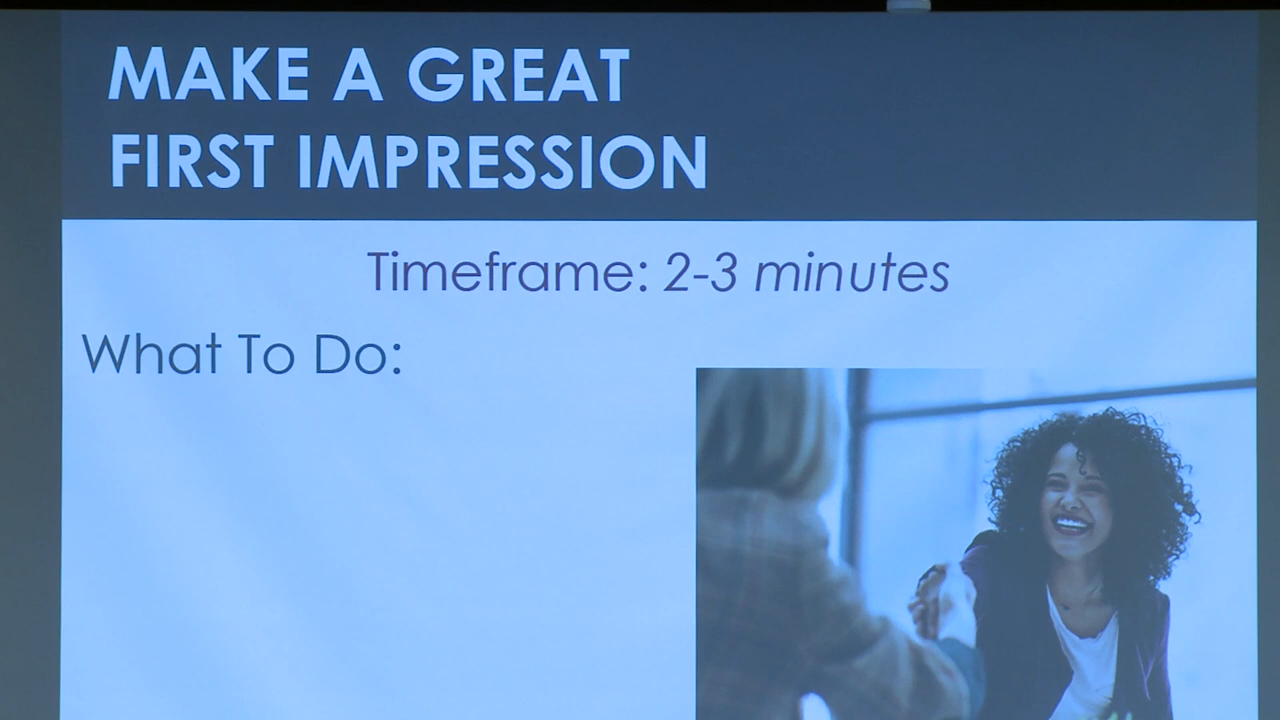 MAKE A GREAT
FIRST IMPRESSION
Timeframe: 2-3 minutes
What To Do: